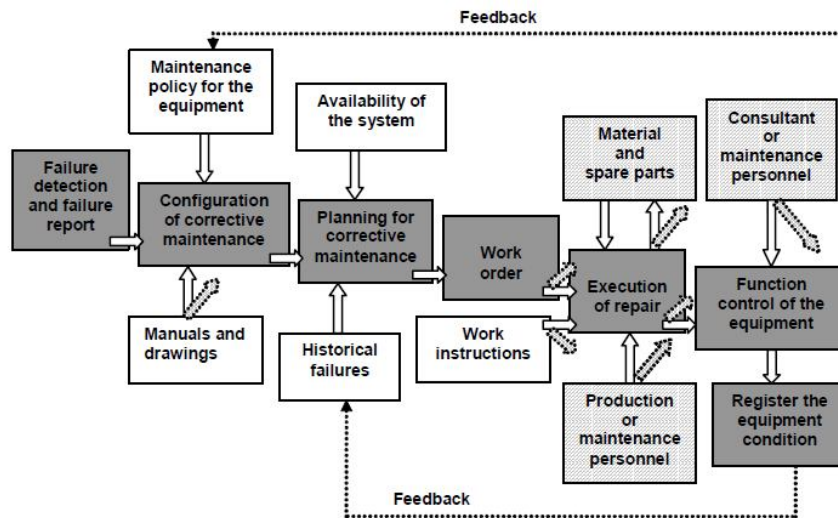 Feedback
Maintenance
policy for the
equipment
Availability of
the system
Material
and
spare parts
Consultant
or
maintenance
personnel
Failure
detection
and failure
report
Configuration
of corrective
maintenance
Planning for
corrective
maintenance
Work
order
Execution
of repair
Function
control of the
equipment
Manuals and
drawings
Historical
failures
Work
instructions
Production
or
maintenance
personnel
Register the
equipment
condition
Feedback